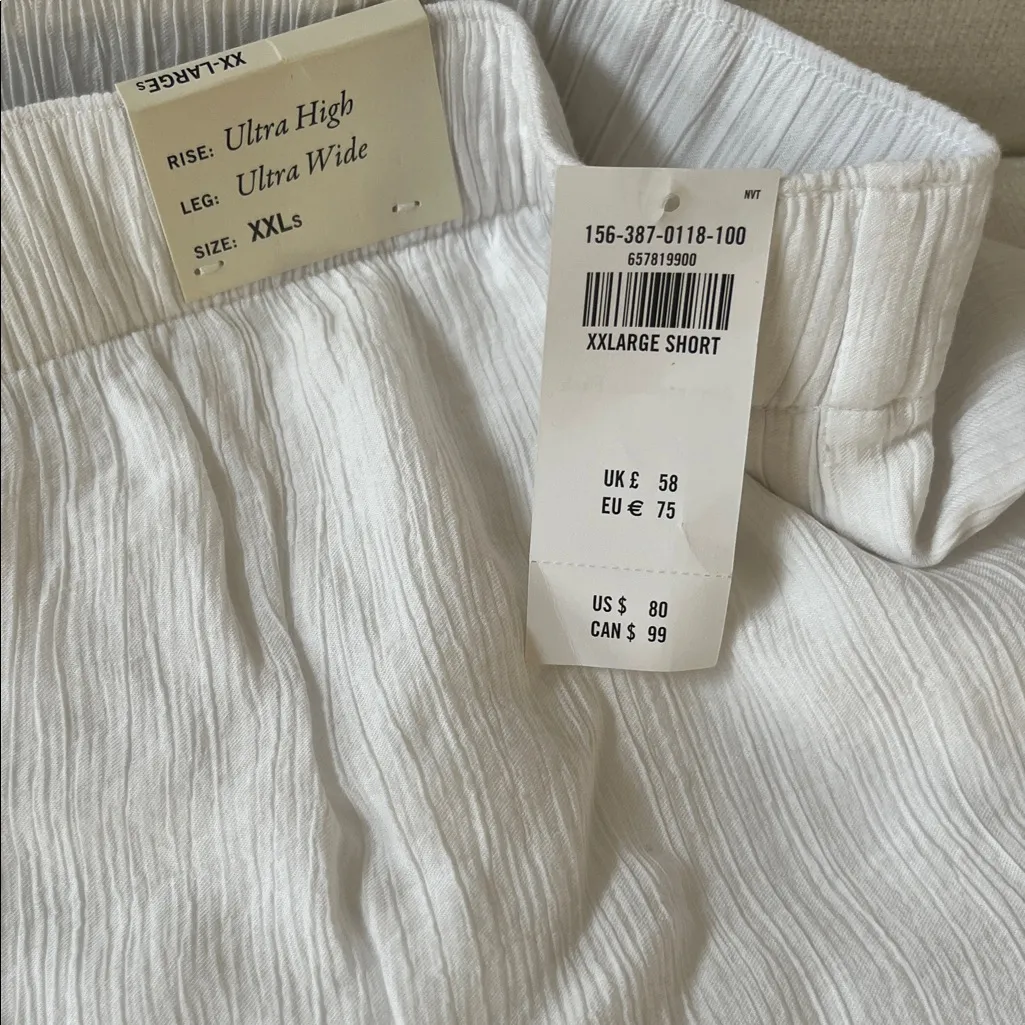 XX-LARGEs
RISE: Ultra High
LEG: Ultra Wide
SIZE: XXLs
NVT
156-387-0118-100
657819900
XXLARGE SHORT
UK £ 58
EU € 75
US $ 80
CAN $ 99